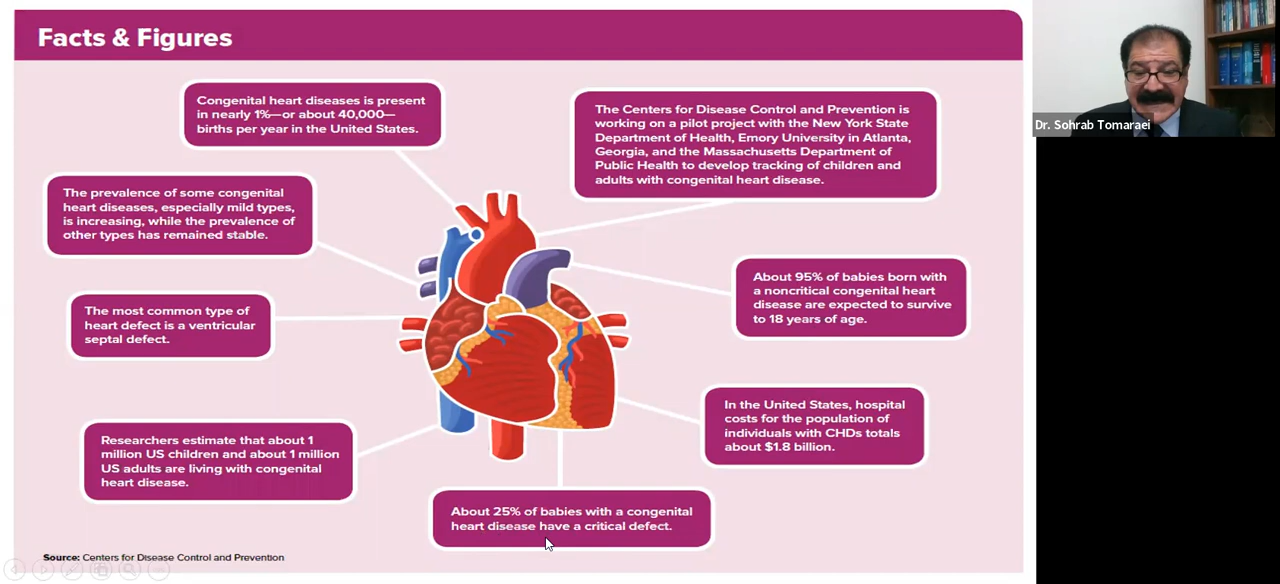 Facts & Figures
Congenital heart diseases is present
in nearly 1%—or about 40,000—
births per year in the United States.
The Centers for Disease Control and Prevention is
working on a pilot project with the New York State
Department of Health, Emory University in Atlanta,
Georgia, and the Massachusetts Department of
Public Health to develop tracking of children and
adults with congenital heart disease.
The prevalence of some congenital
heart diseases, especially mild types,
is increasing, while the prevalence of
other types has remained stable.
About 95% of babies born with
a noncritical congenital heart
disease are expected to survive
to 18 years of age.
The most common type of
heart defect is a ventricular
septal defect.
In the United States, hospital
costs for the population of
individuals with CHDs totals
about $1.8 billion.
Researchers estimate that about 1
million US children and about 1 million
US adults are living with congenital
heart disease.
About 25% of babies with a congenital
heart disease have a critical defect.
Source: Centers for Disease Control and Prevention
Dr. Sohrab Tomaraei